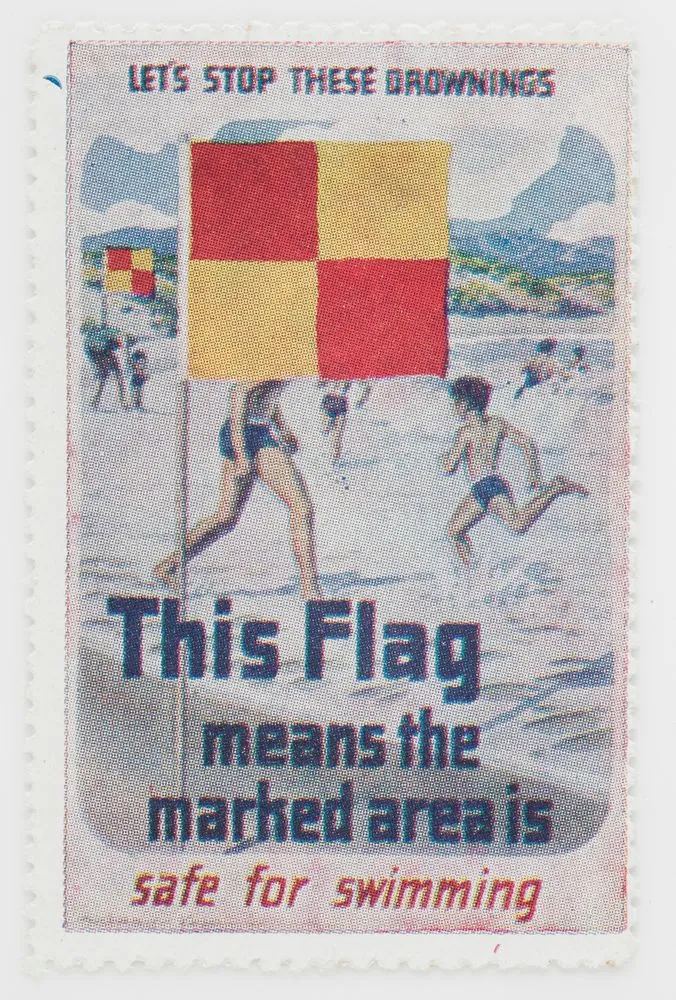 LET'S STOP THESE DROWNINGS
This Flag
means the
marked area is
safe for swimming